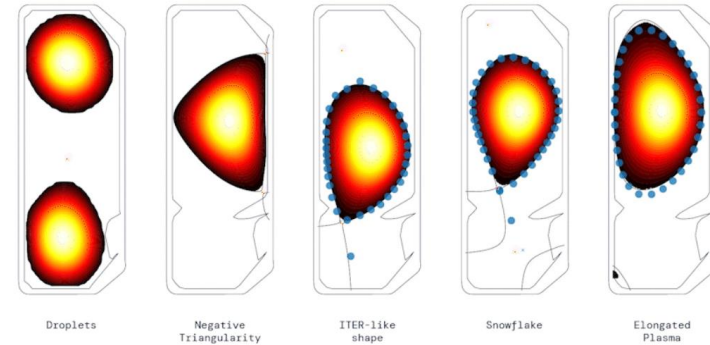 Droplets
Negative
Triangularity
ITER-like
shape
Snowflake
Elongated
Plasma